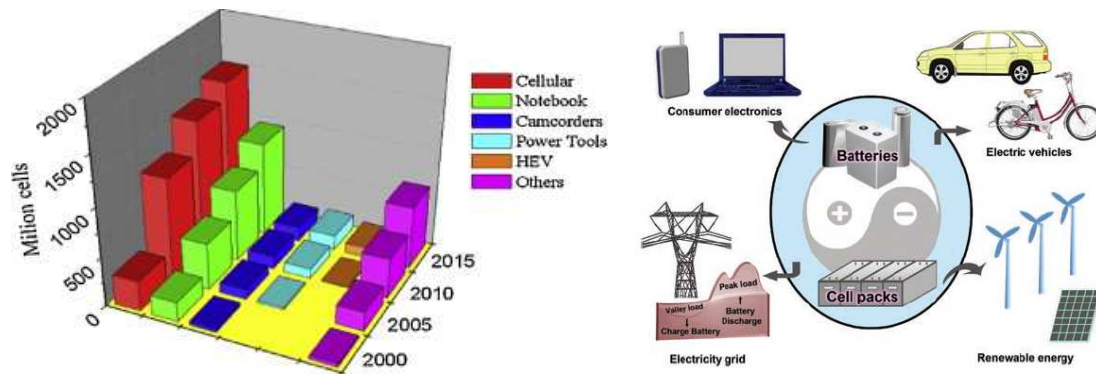 Milion cells
2000
1500
1000
500
0
2015
2010
2005
2000
Cellular
Notebook
Camcorders
Power Tools
HEV
Others
Consumer electronics
Electric vehicles
Batteries
Cell packs
Peak load
Valler load
Battery
Discharge
Charge Battery
Electricity grid
Renewable energy